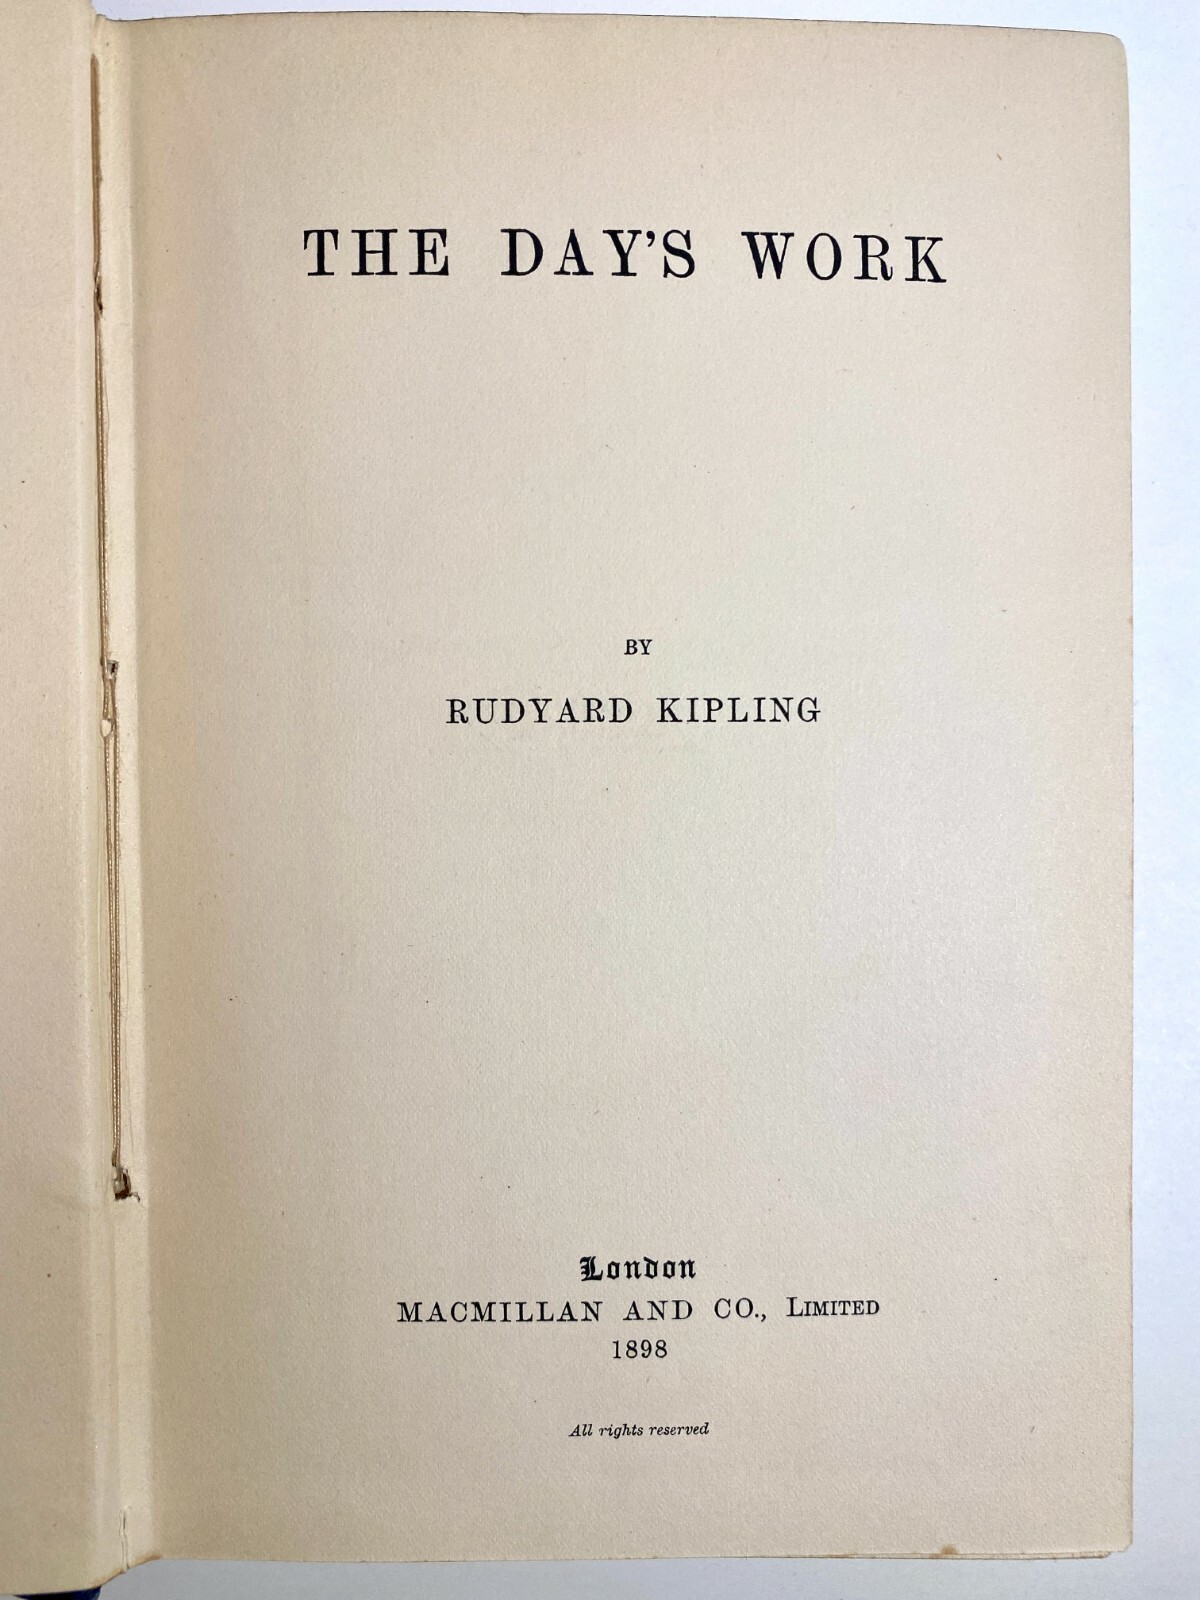 THE DAY'S WORK
BY
RUDYARD KIPLING
London
MACMILLAN AND CO., LIMITED
1898
All rights reserved